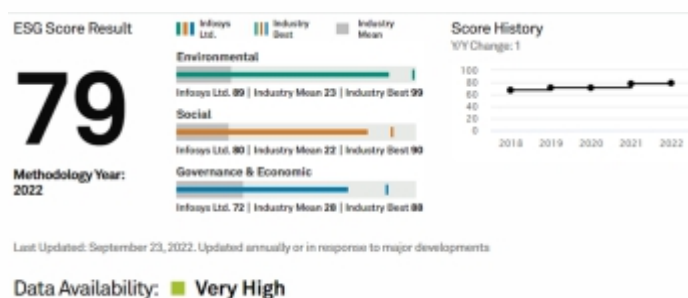 ESG Score Result
79
Methodology Year:
2022
Infosys
Ltd.
Industry
Best
Industry
Mean
Environmental
Infosys Ltd. 89 | Industry Mean 23 | Industry Best 99
Social
Infosys Ltd. 80 | Industry Mean 22 | Industry Best 90
Governance & Economic
Infosys Ltd. 72 | Industry Mean 28 | Industry Best 88
Score History
Y/Y Change: 1
100
80
60
40
20
0
2018 2019 2020 2021 2022
Last Updated: September 23, 2022. Updated annually or in response to major developments
Data Availability: Very High